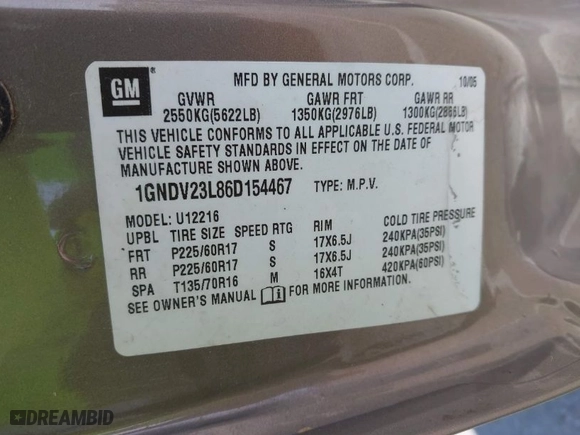 GM ®
MFD BY GENERAL MOTORS CORP. 10/05
GVWR GAWR FRT GAWR RR
2550KG(5622LB) 1350KG(2976LB) 1300KG(2866LB)
THIS VEHICLE CONFORMS TO ALL APPLICABLE U.S. FEDERAL MOTOR
VEHICLE SAFETY STANDARDS IN EFFECT ON THE DATE OF
MANUFACTURE SHOWN ABOVE.
1GNDV23L86D154467 TYPE: M.P.V.
MODEL: U12216
UPBL TIRE SIZE SPEED RTG RIM COLD TIRE PRESSURE
FRT P225/60R17 S 17X6.5J 240KPA(35PSI)
RR P225/60R17 S 17X6.5J 240KPA(35PSI)
SPA T135/70R16 M 16X4T 420KPA(60PSI)
SEE OWNER'S MANUAL FOR MORE INFORMATION.
DREAMBID